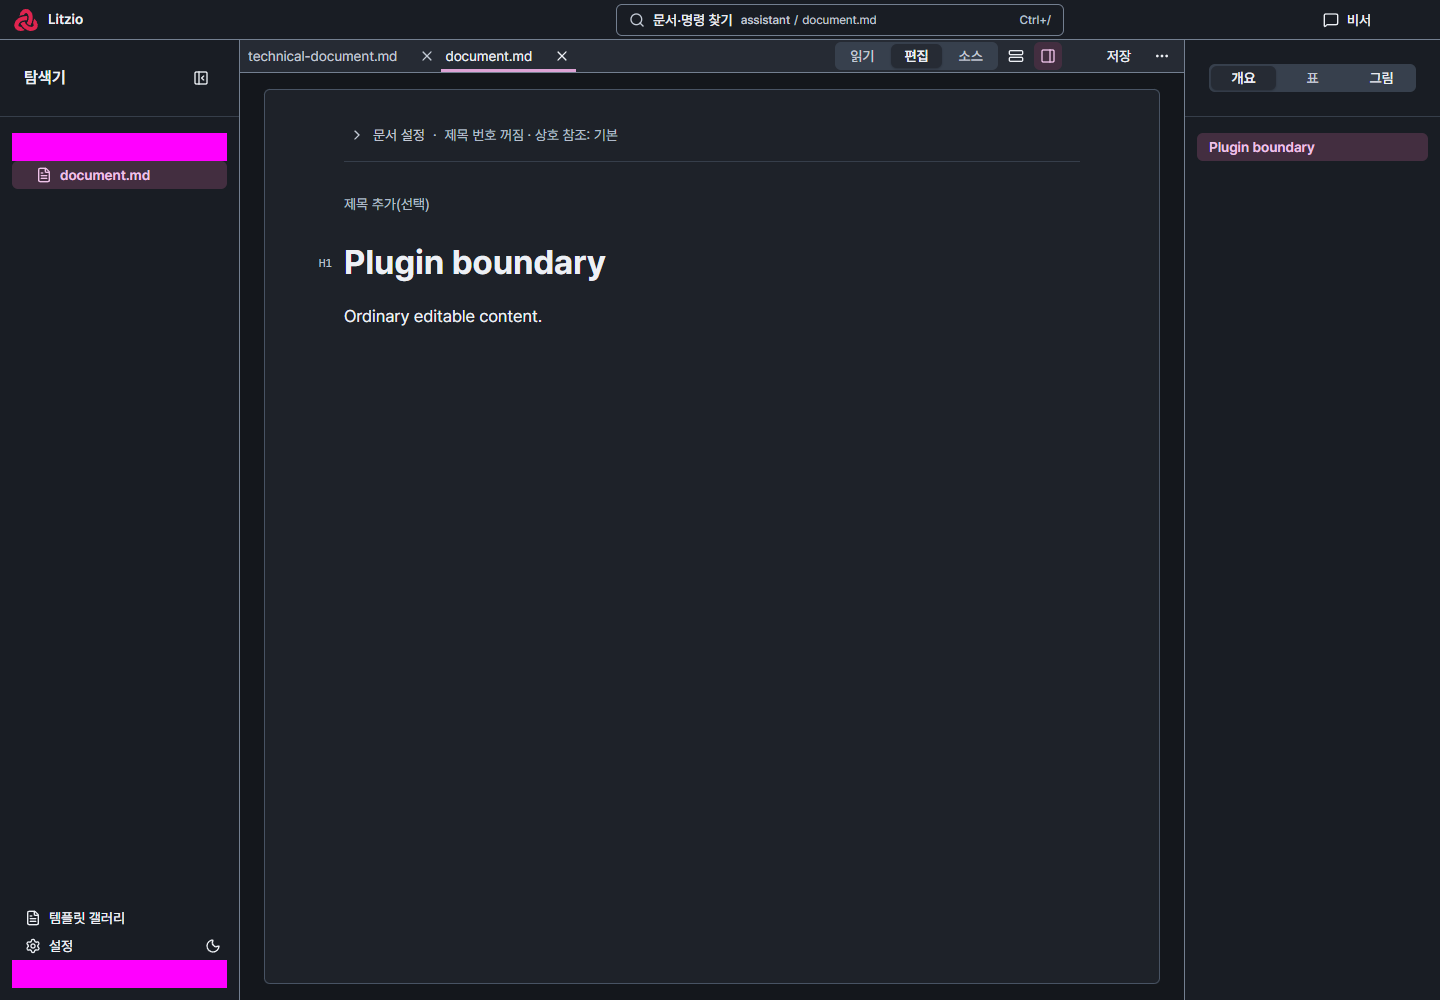 Litzio
문서·명령 찾기 assistant / document.md Ctrl+/
비서
탐색기
document.md
템플릿 갤러리
설정
technical-document.md
document.md
읽기 편집 소스
저장
문서 설정 · 제목 번호 꺼짐 · 상호 참조: 기본
제목 추가(선택)
H1 Plugin boundary
Ordinary editable content.
개요 표 그림
Plugin boundary